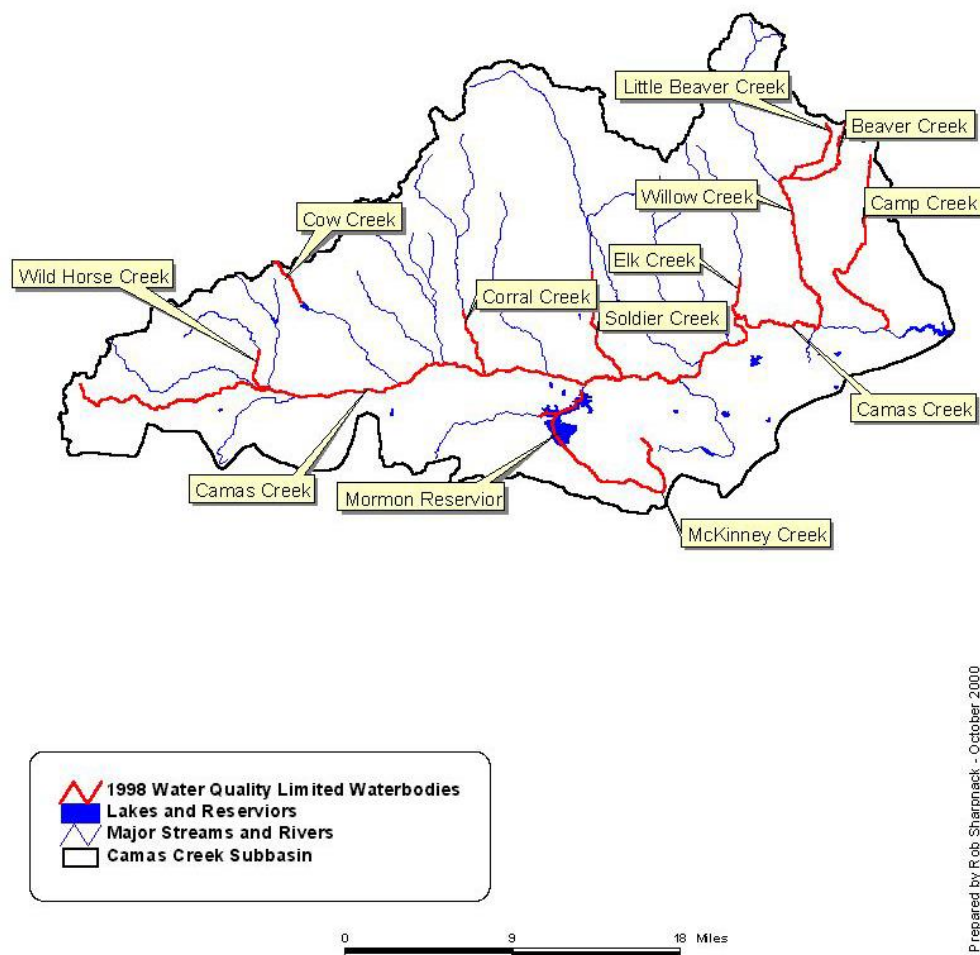 Little Beaver Creek
Beaver Creek
Willow Creek
Camp Creek
Cow Creek
Wild Horse Creek
Elk Creek
Corral Creek
Soldier Creek
Camas Creek
Camas Creek
Mormon Reservior
McKinney Creek
1998 Water Quality Limited Waterbodies
Lakes and Reserviors
Major Streams and Rivers
Camas Creek Subbasin
0 9 18 Miles
Prepared by Rob Sharpnack - October 2000